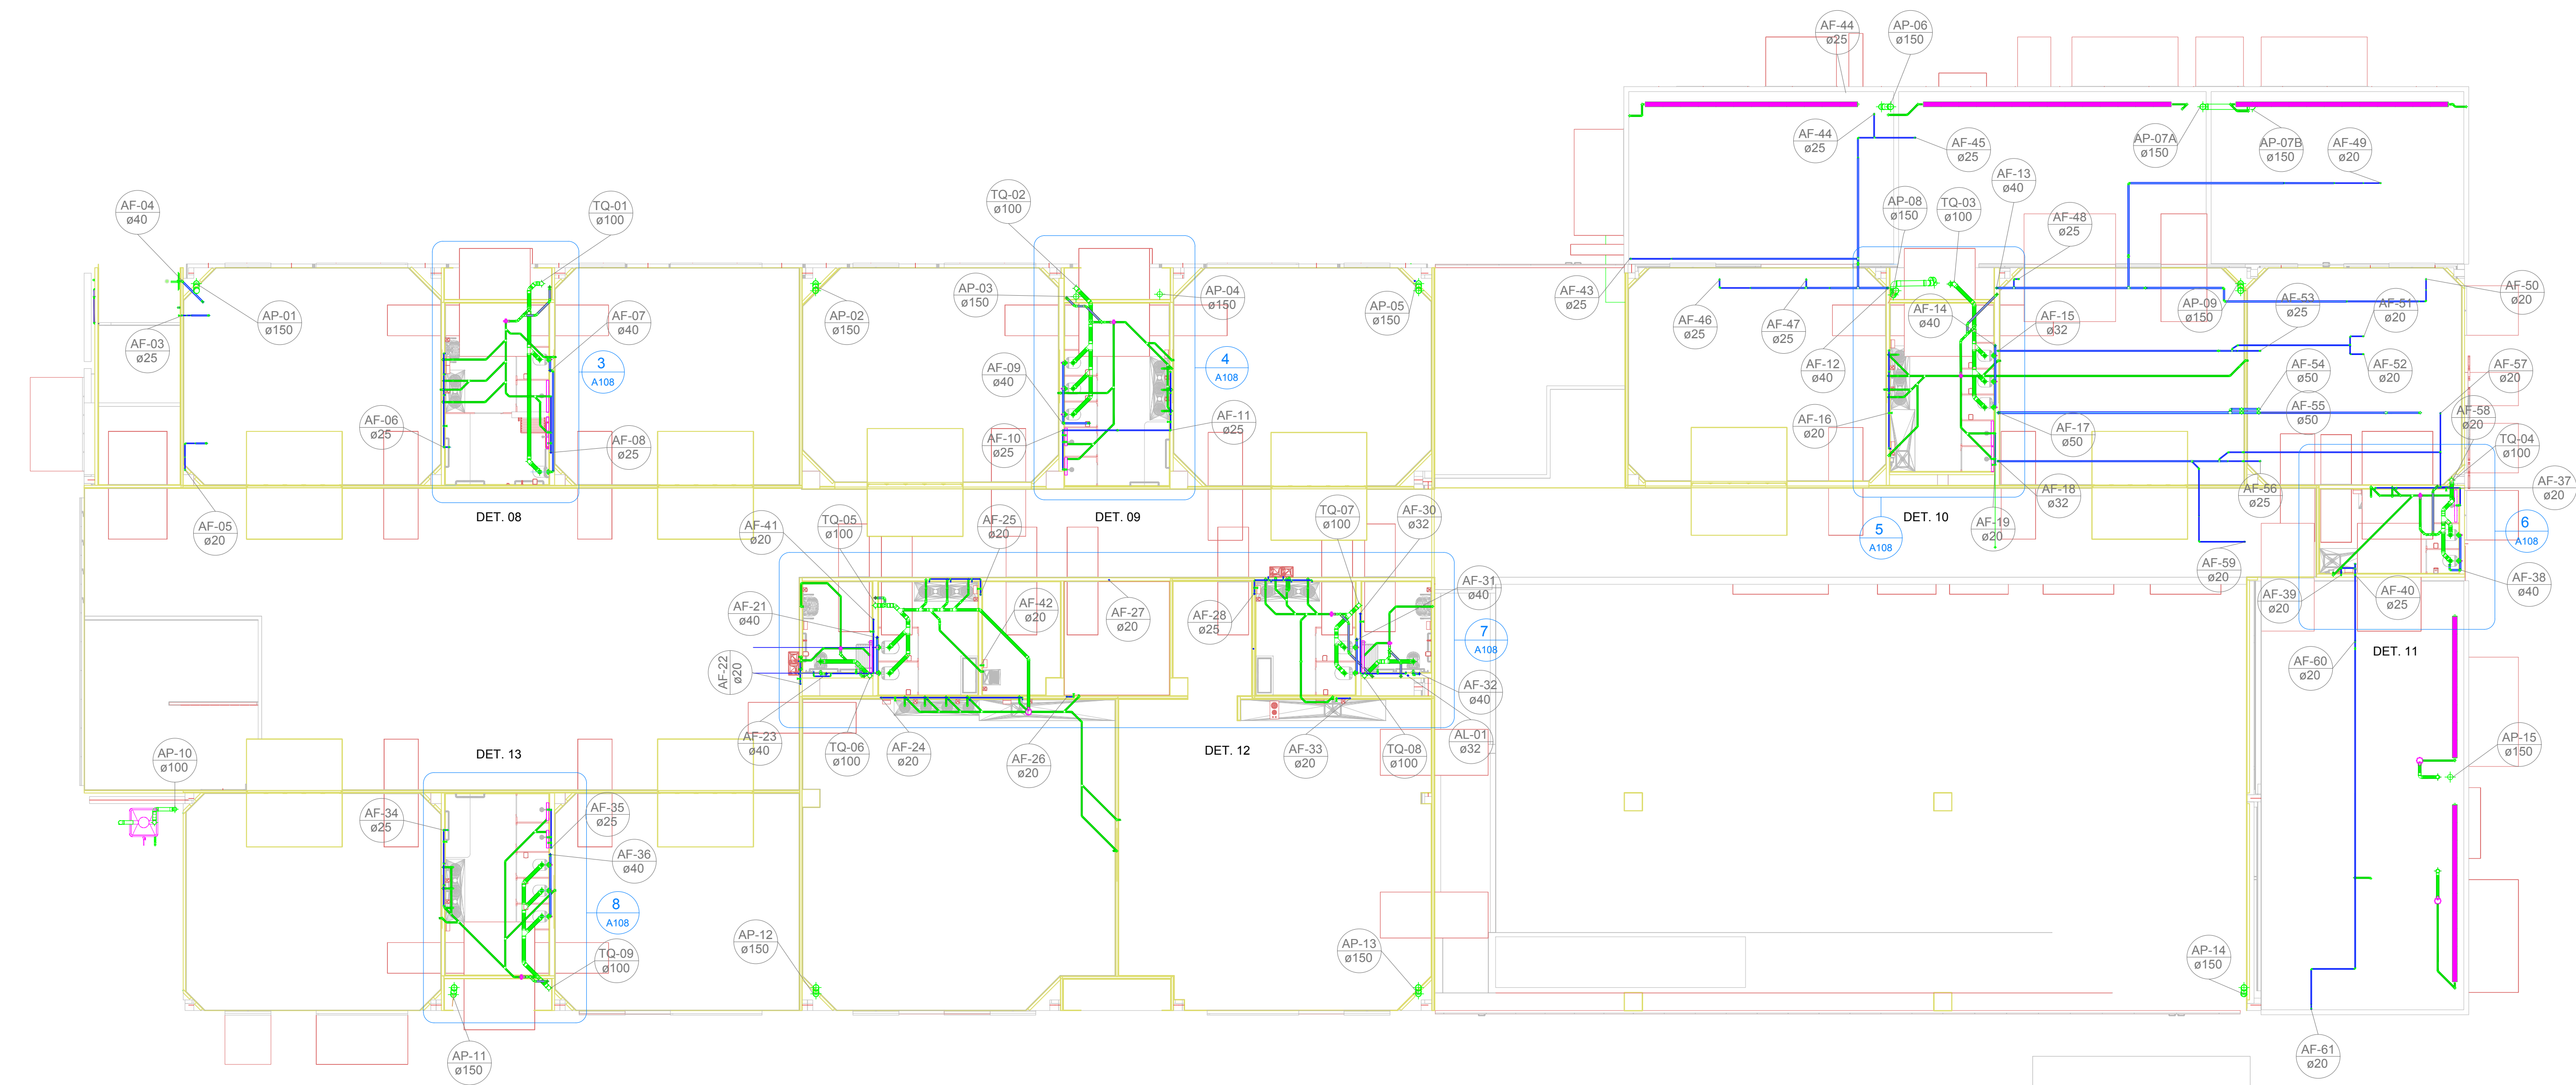 AF-44
ø25
AP-06
ø150
AF-44
ø25
AF-45
ø25
AP-07A
ø150
AP-07B
ø150
AF-49
ø20
AF-04
ø40
TQ-01
ø100
TQ-02
ø100
AP-08
ø150
TQ-03
ø100
AF-13
ø40
AF-48
ø25
AF-03
ø25
AP-01
ø150
AF-07
ø40
AP-02
ø150
AP-03
ø150
AP-04
ø150
AP-05
ø150
AF-43
ø25
AF-46
ø25
AF-47
ø25
AF-14
ø40
AF-15
ø32
AP-09
ø150
AF-53
ø25
AF-51
ø20
AF-50
ø20
3
A108
AF-09
ø40
4
A108
AF-12
ø40
AF-54
ø50
AF-52
ø20
AF-57
ø20
AF-06
ø25
AF-08
ø25
AF-10
ø25
AF-11
ø25
AF-16
ø20
AF-17
ø50
AF-55
ø50
AF-58
ø20
TQ-04
ø100
AF-05
ø20
DET. 08
DET. 09
5
A108
DET. 10
AF-18
ø32
AF-19
ø20
AF-56
ø25
AF-37
ø20
6
A108
AF-41
ø20
TQ-05
ø100
AF-25
ø20
TQ-07
ø100
AF-30
ø32
AF-59
ø20
AF-38
ø40
AF-21
ø40
AF-42
ø20
AF-27
ø20
AF-28
ø25
AF-31
ø40
AF-39
ø20
AF-40
ø25
AF-22
ø20
7
A108
AF-60
ø20
DET. 11
AF-32
ø40
AP-10
ø100
DET. 13
AF-23
ø40
TQ-06
ø100
AF-24
ø20
AF-26
ø20
DET. 12
AF-33
ø20
TQ-08
ø100
AL-01
ø32
AP-15
ø150
AF-34
ø25
AF-35
ø25
AF-36
ø40
8
A108
TQ-09
ø100
AP-12
ø150
AP-13
ø150
AP-14
ø150
AP-11
ø150
AF-61
ø20